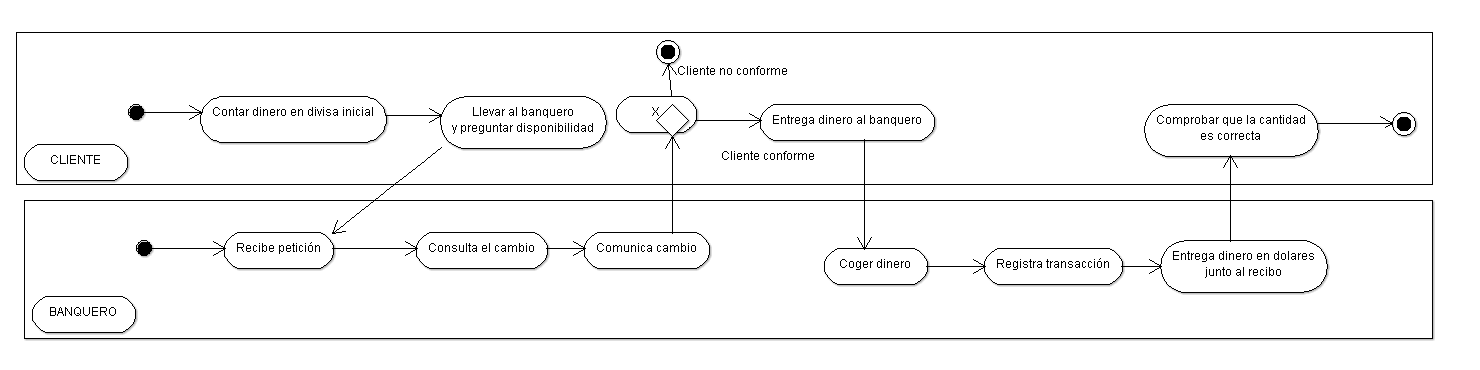 Cliente no conforme
Contar dinero en divisa inicial
Llevar al banquero
y preguntar disponibilidad
X
Entrega dinero al banquero
Comprobar que la cantidad
es correcta
CLIENTE
Cliente conforme
Recibe petición
Consulta el cambio
Comunica cambio
Coger dinero
Registra transacción
Entrega dinero en dolares
junto al recibo
BANQUERO